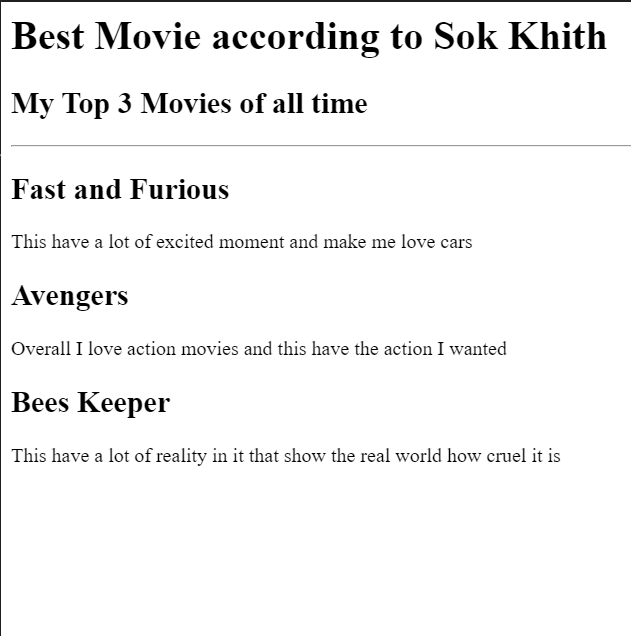 Best Movie according to Sok Khith
My Top 3 Movies of all time
Fast and Furious
This have a lot of excited moment and make me love cars
Avengers
Overall I love action movies and this have the action I wanted
Bees Keeper
This have a lot of reality in it that show the real world how cruel it is